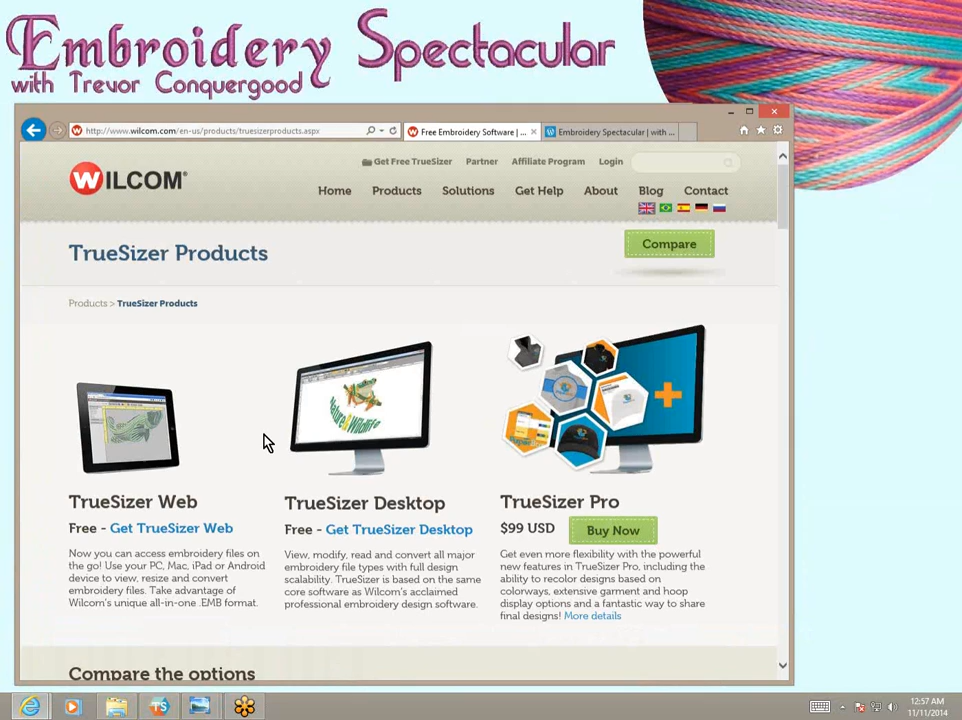 Embroidery Spectacular
with Trevor Conquergood
http://www.wilcom.com/en-us/products/truesizerproducts.aspx
Free Embroidery Software | ...
Embroidery Spectacular | with ...
Get Free TrueSizer
Partner
Affiliate Program
Login
WILCOM®
Home
Products
Solutions
Get Help
About
Blog
Contact
TrueSizer Products
Compare
Products > TrueSizer Products
Nature & Wildlife
TrueSizer Web
Free - Get TrueSizer Web
Now you can access embroidery files on
the go! Use your PC, Mac, iPad or Android
device to view, resize and convert
embroidery files. Take advantage of
Wilcom's unique all-in-one .EMB format.
TrueSizer Desktop
Free - Get TrueSizer Desktop
View, modify, read and convert all major
embroidery file types with full design
scalability. TrueSizer is based on the same
core software as Wilcom's acclaimed
professional embroidery design software.
TrueSizer Pro
$99 USD
Buy Now
Get even more flexibility with the powerful
new features in TrueSizer Pro, including the
ability to recolor designs based on
colorways, extensive garment and hoop
display options and a fantastic way to share
final designs! More details
Compare the options
TS
12:57 AM
11/11/2014